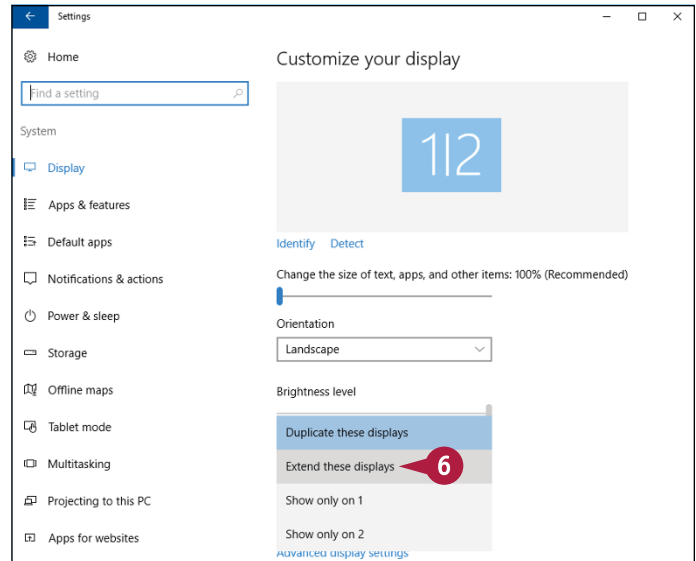 Settings
Home
Find a setting
System
Display
Apps & features
Default apps
Notifications & actions
Power & sleep
Storage
Offline maps
Tablet mode
Multitasking
Projecting to this PC
Apps for websites
Customize your display
1|2
Identify Detect
Change the size of text, apps, and other items: 100% (Recommended)
Orientation
Landscape
Brightness level
Duplicate these displays
Extend these displays 6
Show only on 1
Show only on 2
Advanced display settings